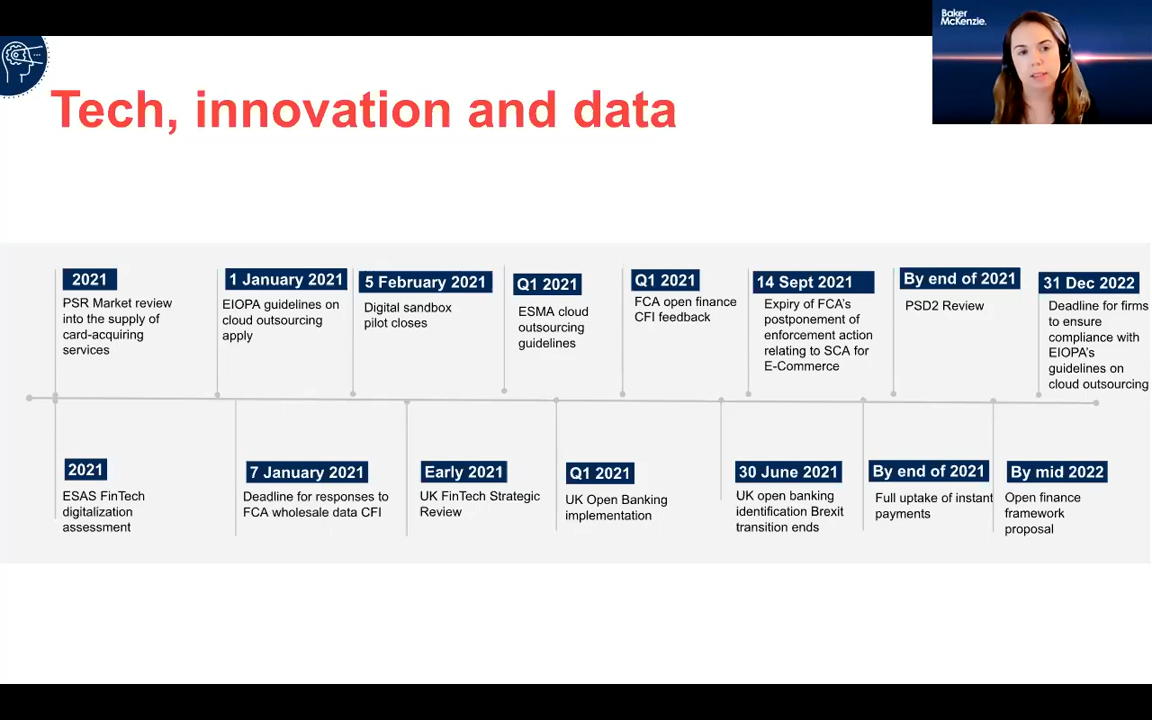 Baker
McKenzie.
Tech, innovation and data
2021
PSR Market review
into the supply of
card-acquiring
services
1 January 2021
EIOPA guidelines on
cloud outsourcing
apply
5 February 2021
Digital sandbox
pilot closes
Q1 2021
ESMA cloud
outsourcing
guidelines
Q1 2021
FCA open finance
CFI feedback
14 Sept 2021
Expiry of FCA's
postponement of
enforcement action
relating to SCA for
E-Commerce
By end of 2021
PSD2 Review
31 Dec 2022
Deadline for firms
to ensure
compliance with
EIOPA's
guidelines on
cloud outsourcing
2021
ESAS FinTech
digitalization
assessment
7 January 2021
Deadline for responses to
FCA wholesale data CFI
Early 2021
UK FinTech Strategic
Review
Q1 2021
UK Open Banking
implementation
30 June 2021
UK open banking
identification Brexit
transition ends
By end of 2021
Full uptake of instant
payments
By mid 2022
Open finance
framework
proposal